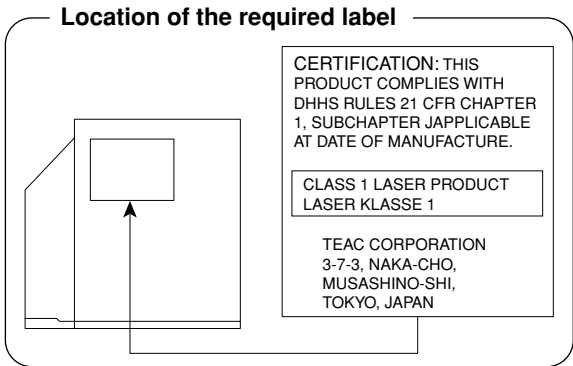 Location of the required label
CERTIFICATION: THIS
PRODUCT COMPLIES WITH
DHHS RULES 21 CFR CHAPTER
1, SUBCHAPTER JAPPLICABLE
AT DATE OF MANUFACTURE.
CLASS 1 LASER PRODUCT
LASER KLASSE 1
TEAC CORPORATION
3-7-3, NAKA-CHO,
MUSASHINO-SHI,
TOKYO, JAPAN